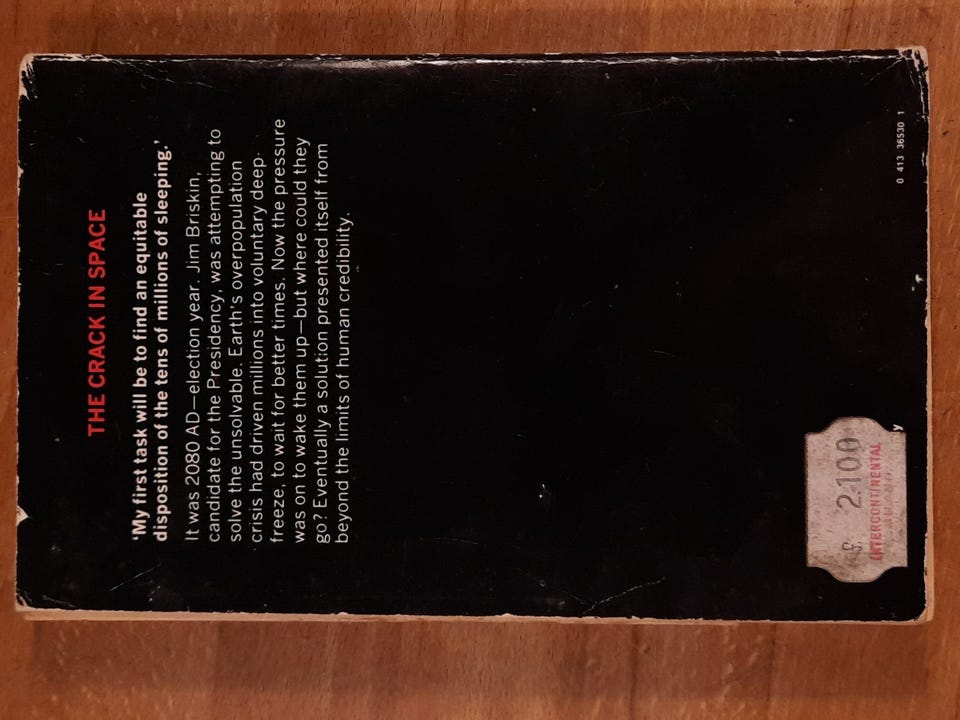 THE CRACK IN SPACE
‘My first task will be to find an equitable
disposition of the tens of millions of sleeping.’
It was 2080 AD—election year. Jim Briskin,
candidate for the Presidency, was attempting to
solve the unsolvable. Earth's overpopulation
crisis had driven millions into voluntary deep-
freeze, to wait for better times. Now the pressure
was on to wake them up—but where could they
go? Eventually a solution presented itself from
beyond the limits of human credibility.
2100
INTERCONTINENTAL
y
0 413 36530 1